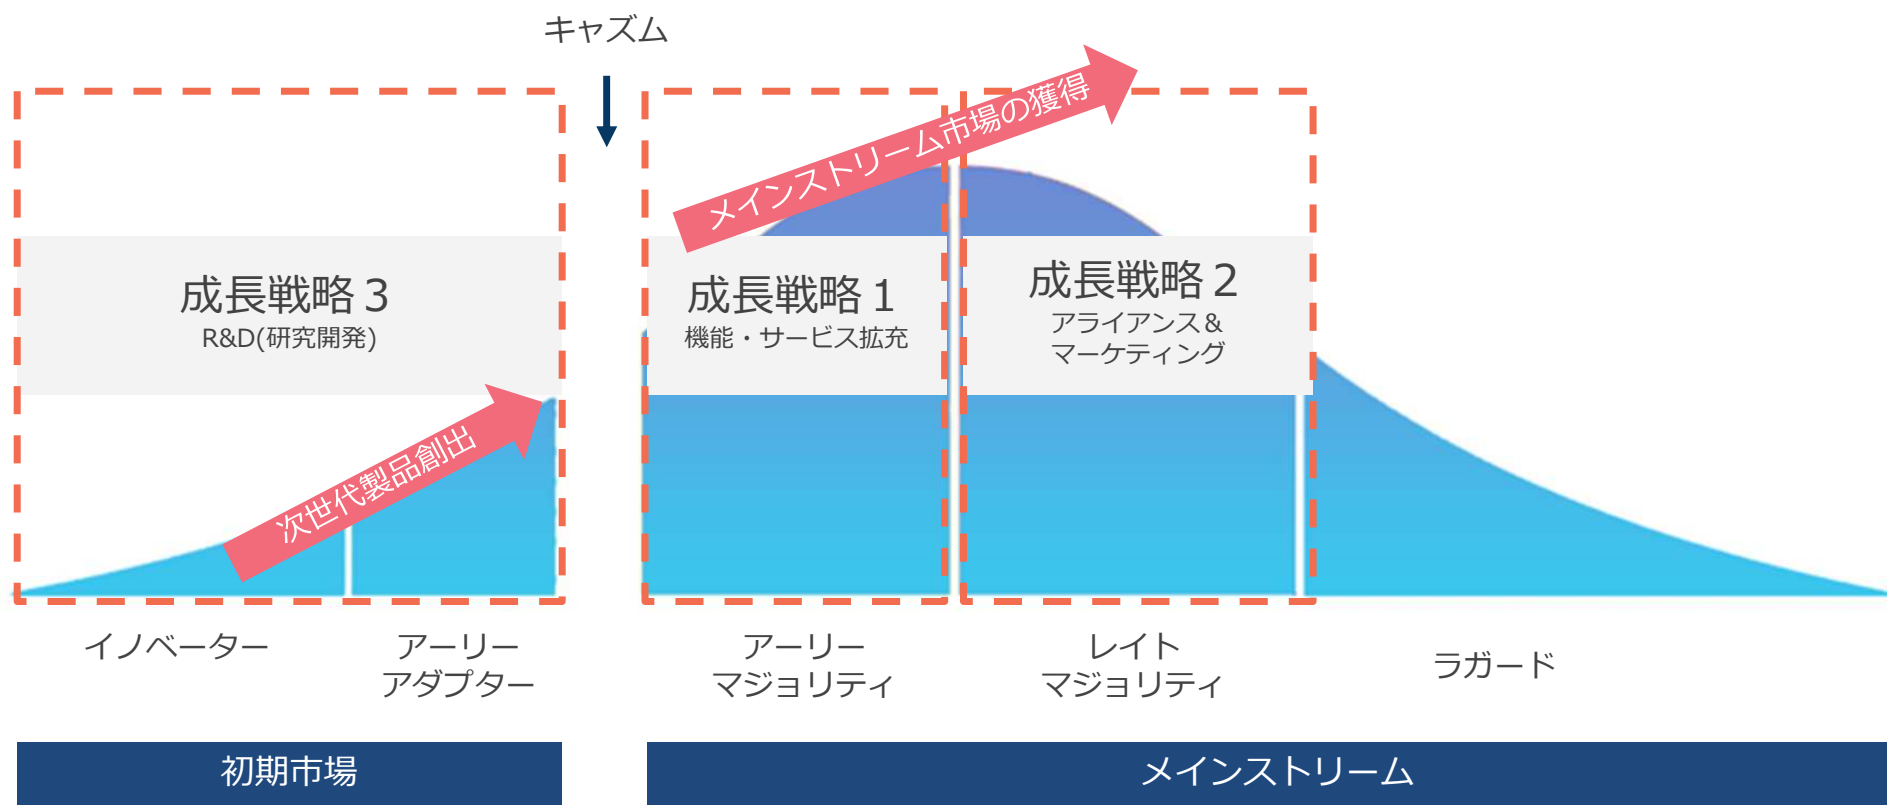 キャズム
メインストリーム市場の獲得
成長戦略３
R&D(研究開発)
成長戦略１
機能・サービス拡充
成長戦略２
アライアンス＆
マーケティング
次世代製品創出
イノベーター
アーリー
アダプター
アーリー
マジョリティ
レイト
マジョリティ
ラガード
初期市場
メインストリーム